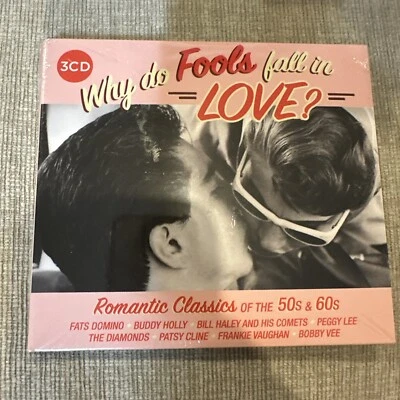 3CD
Why do Fools fall in
LOVE?
Romantic Classics OF THE 50s & 60s
FATS DOMINO • BUDDY HOLLY • BILL HALEY AND HIS COMETS • PEGGY LEE
THE DIAMONDS • PATSY CLINE • FRANKIE VAUGHAN • BOBBY VEE